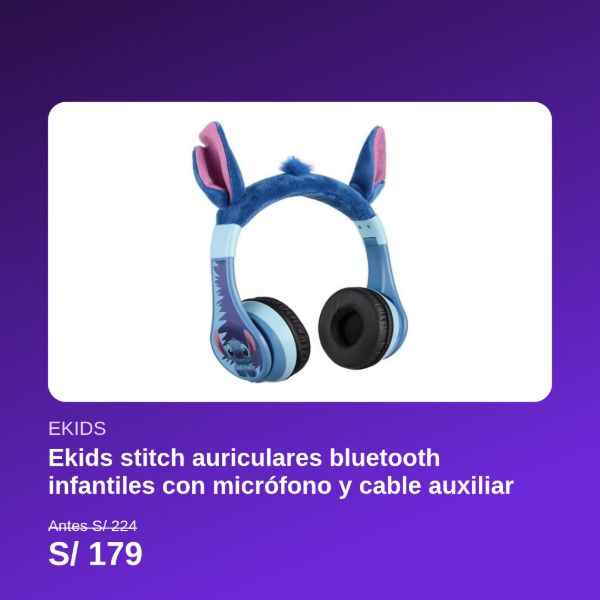 EKIDS
Ekids stitch auriculares bluetooth
infantiles con micrófono y cable auxiliar
Antes S/ 224
S/ 179